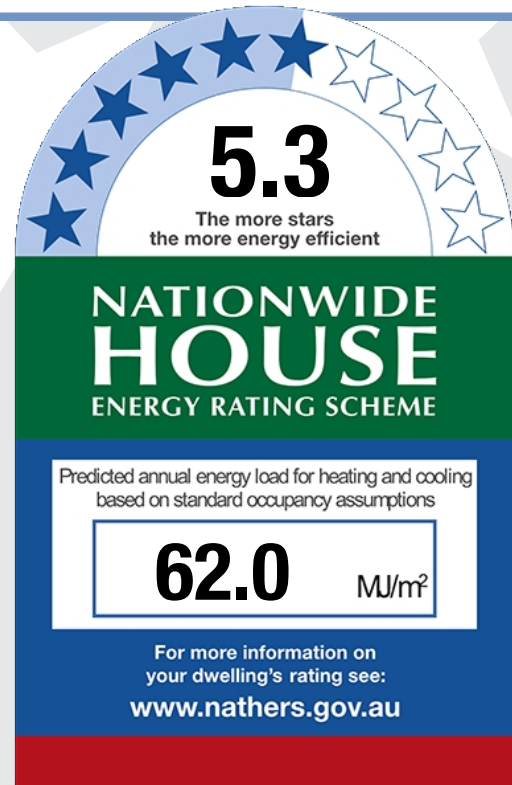 5.3
The more stars
the more energy efficient
NATIONWIDE
HOUSE
ENERGY RATING SCHEME
Predicted annual energy load for heating and cooling
based on standard occupancy assumptions
62.0 MJ/m²
For more information on
your dwelling's rating see:
www.nathers.gov.au